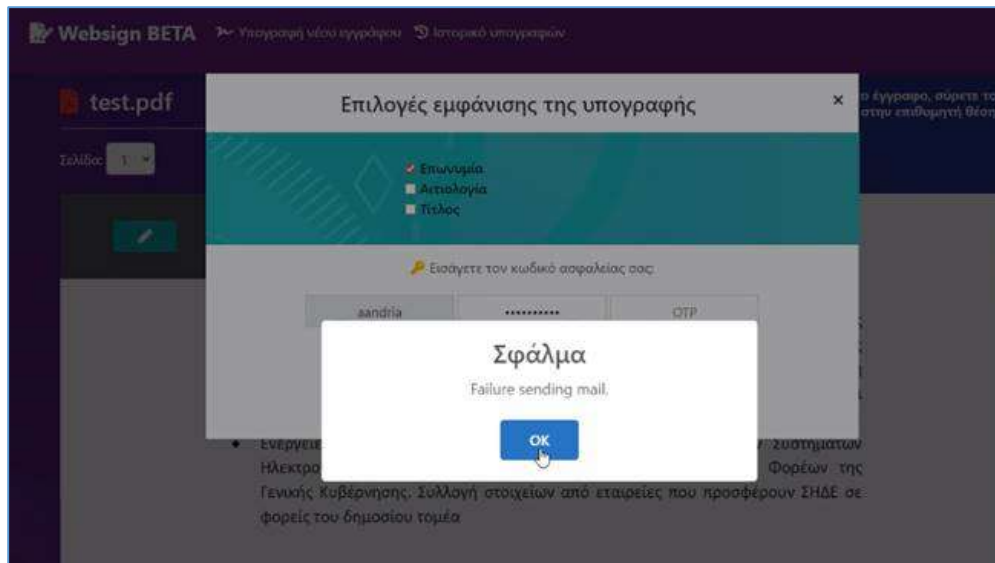 Websign BETA Υπογραφή νέου εγγράφου Ιστορικό υπογραφών
test.pdf
Επιλογές εμφάνισης της υπογραφής ×
ο έγγραφο, σύρετε το
στην επιθυμητή θέση
Σελίδα: 1
Επωνυμία
Αιτιολογία
Τίτλος
Εισάγετε τον κωδικό ασφαλείας σας:
aandria •••••••••• OTP
Σφάλμα
Failure sending mail.
OK
Συστημάτων
Φορέων της
Γενικής Κυβέρνησης. Συλλογή στοιχείων από εταιρείες που προσφέρουν ΣΗΔΕ σε
φορείς του δημοσίου τομέα